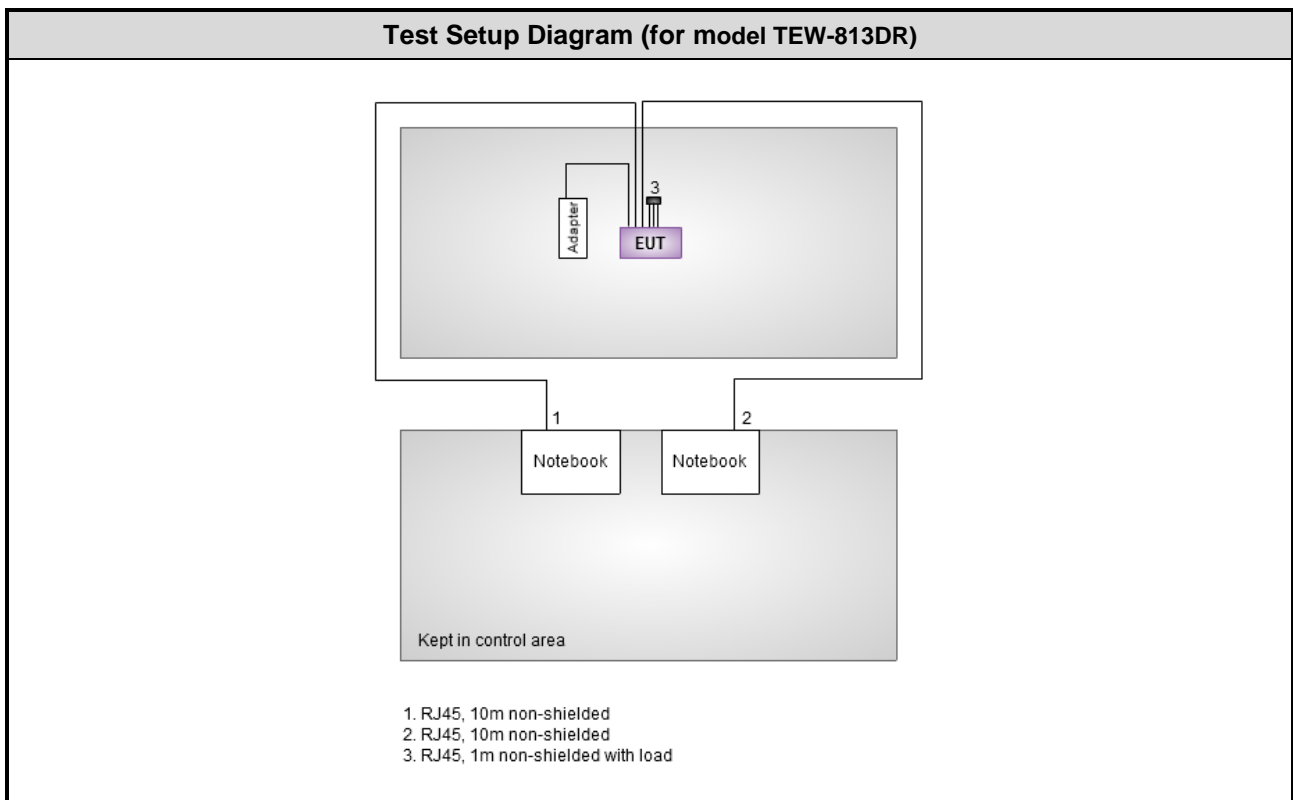 Test Setup Diagram (for model TEW-813DR)
3
Adapter
EUT
1
2
Notebook
Notebook
Kept in control area
1. RJ45, 10m non-shielded
2. RJ45, 10m non-shielded
3. RJ45, 1m non-shielded with load